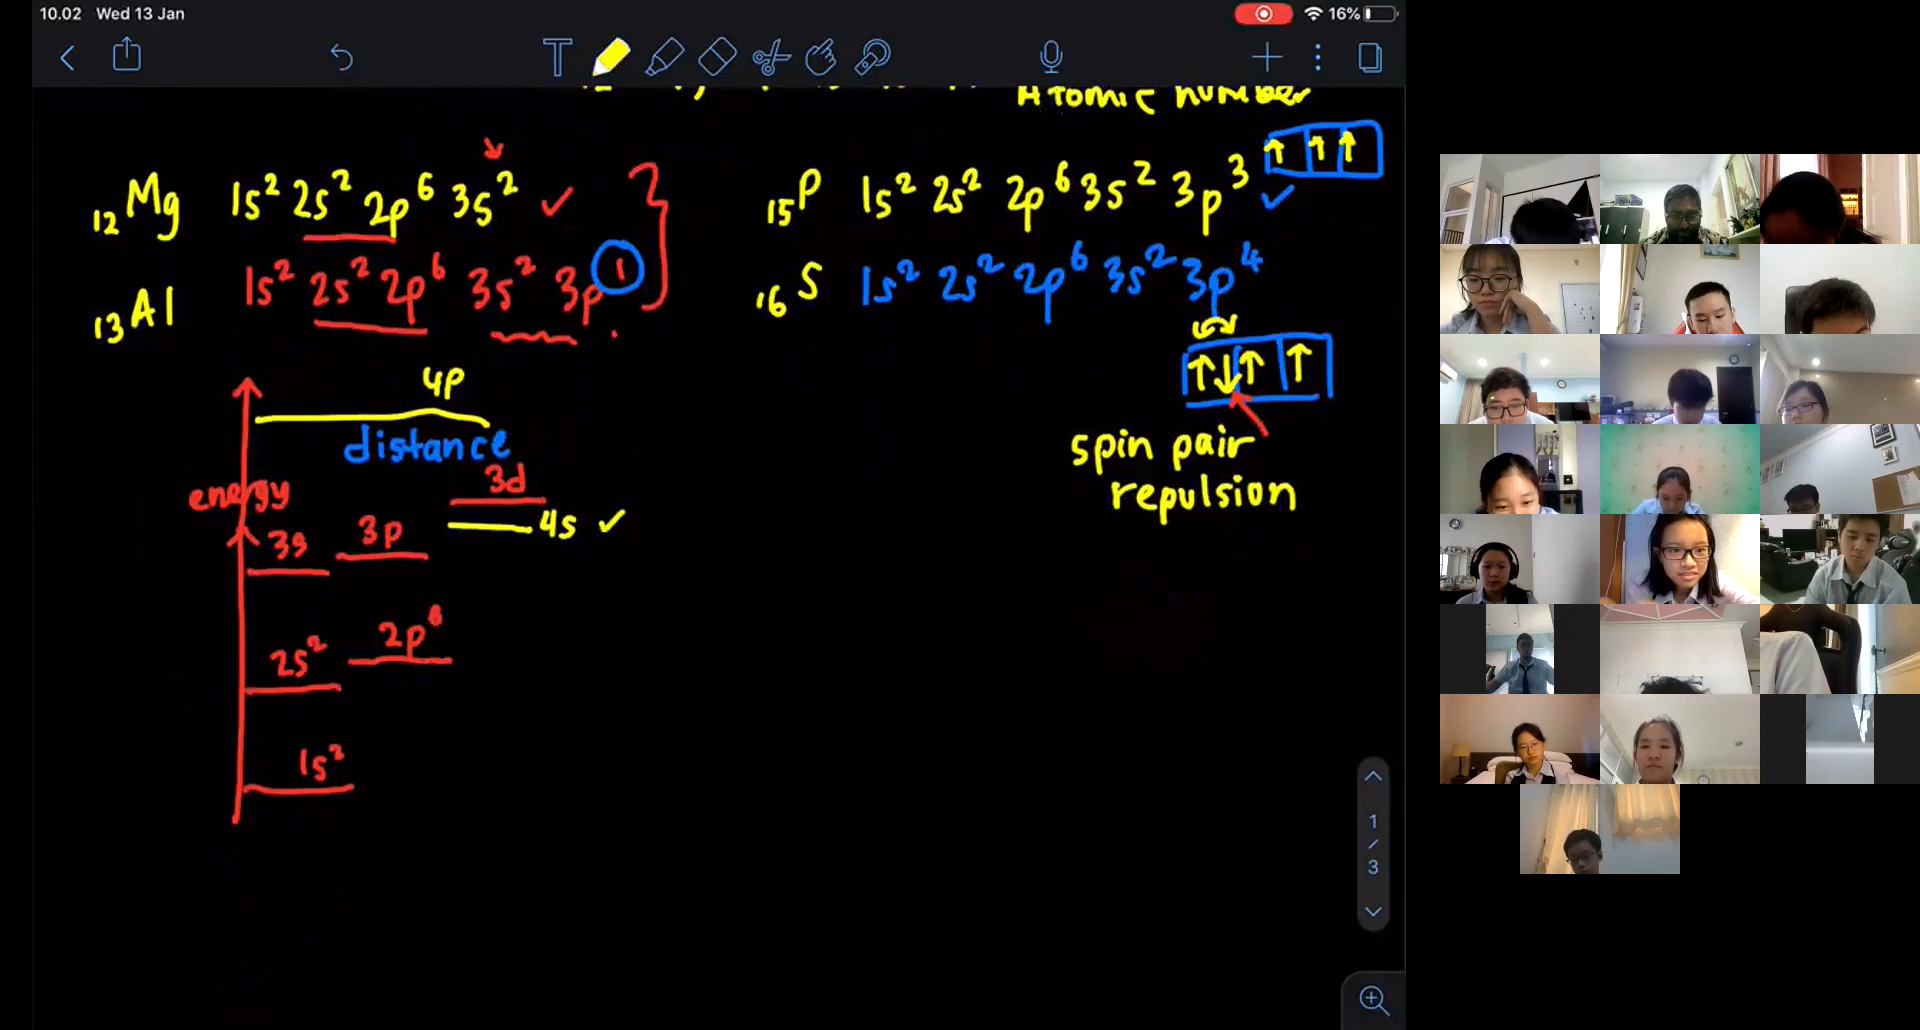 10.02 Wed 13 Jan
16%
T
Atomic number
12Mg 1s² 2s² 2p⁶ 3s² ✓
13Al 1s² 2s² 2p⁶ 3s² 3p¹
15P 1s² 2s² 2p⁶ 3s² 3p³ ↑ ↑ ↑ ✓
16S 1s² 2s² 2p⁶ 3s² 3p⁴
↑↓ ↑ ↑
spin pair
repulsion
4p
distance
energy
3d
4s ✓
3s 3p
2s² 2p⁶
1s²
1
/
3